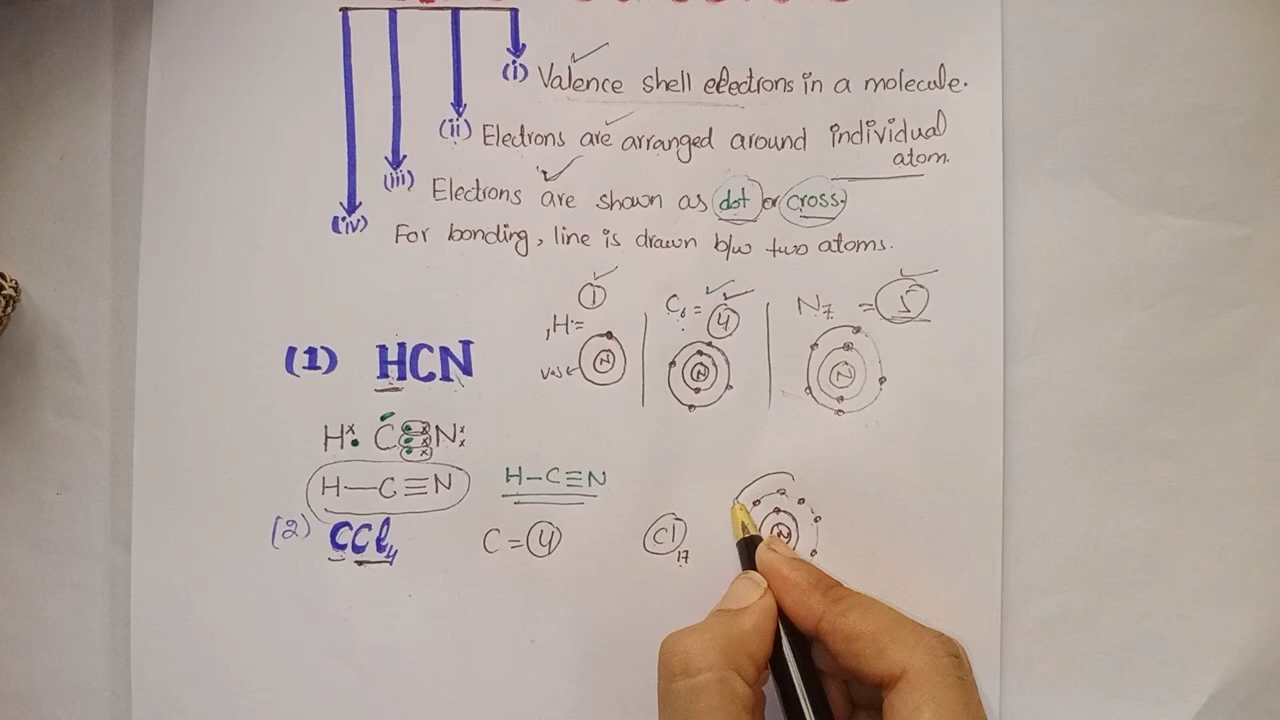 (i) Valence shell electrons in a molecule.
(ii) Electrons are arranged around individual
atom.
(iii) Electrons are shown as dot or cross.
(iv) For bonding, line is drawn b/w two atoms.
H = 1
C6 = 4
N7 = 5
N
N
N
(1) HCN
H C N
H—C≡N
H—C≡N
(2) CCl4
C = 4
Cl 17
N